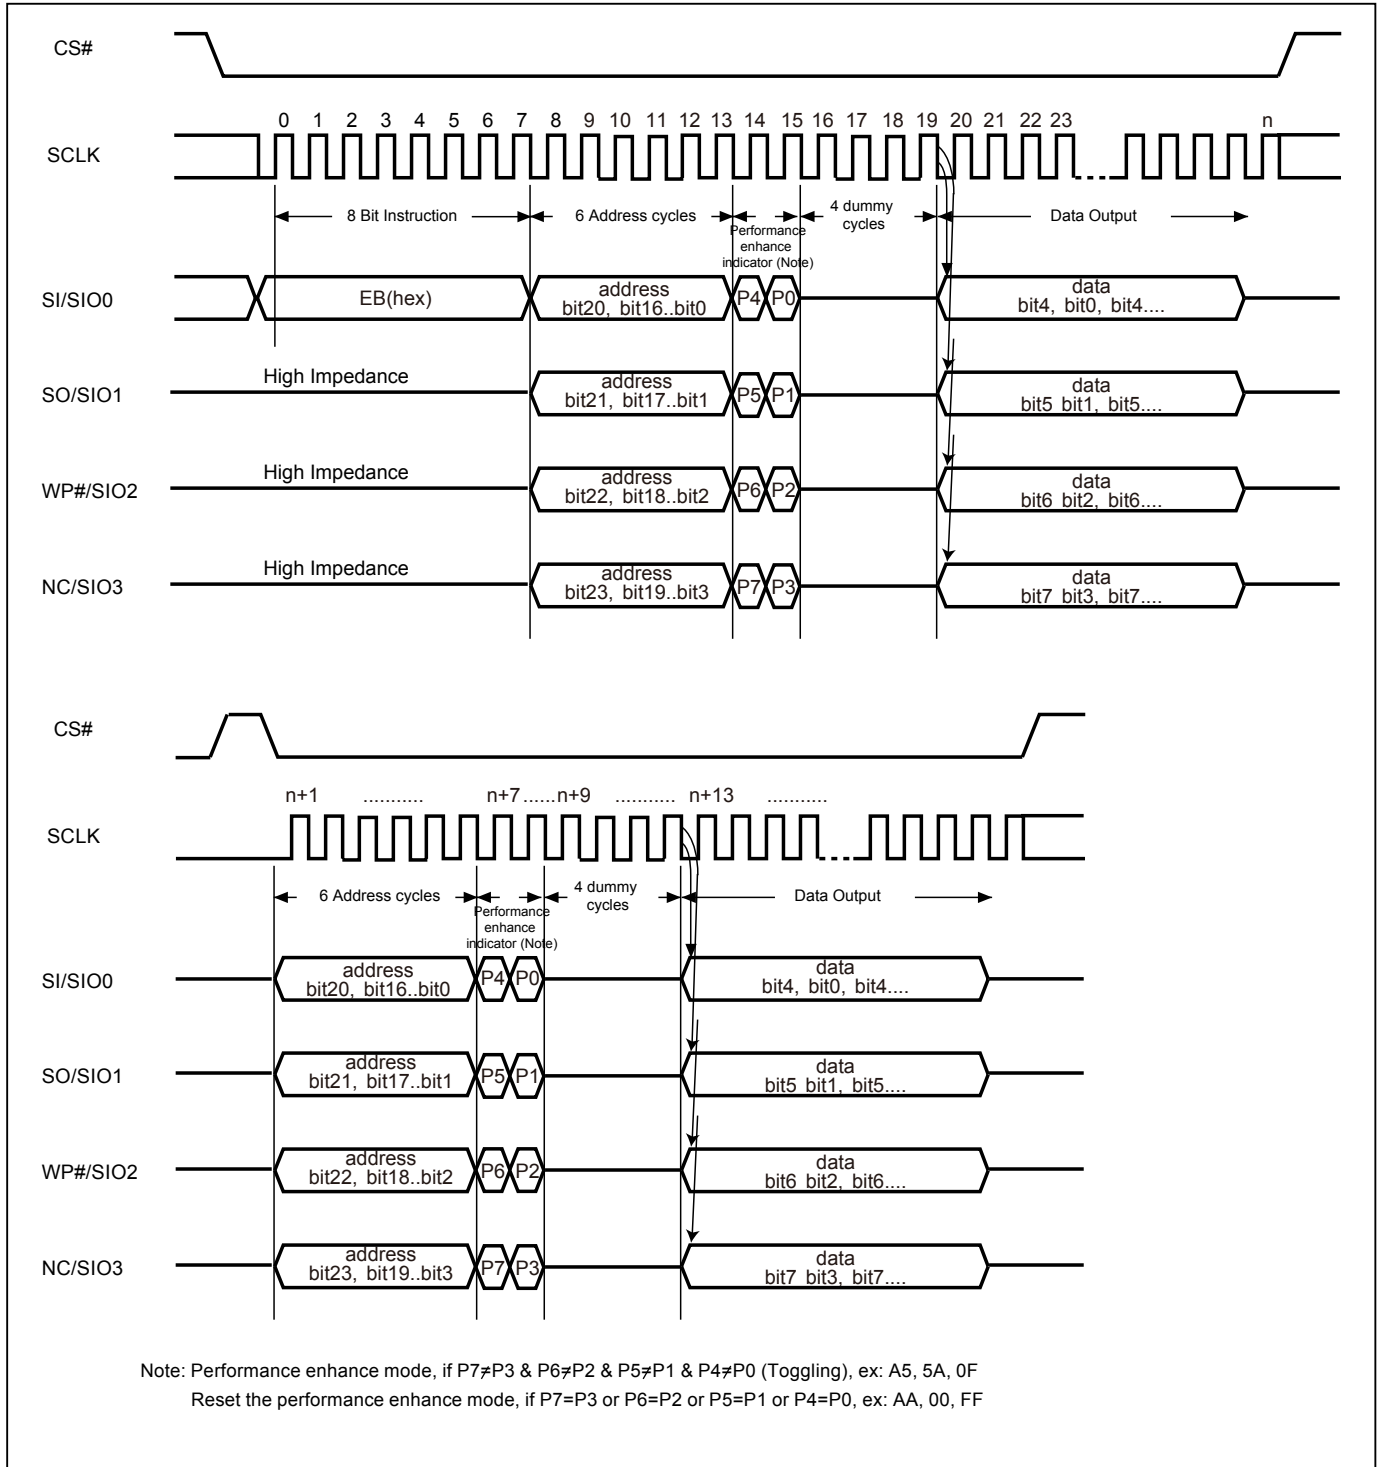 CS#
0 1 2 3 4 5 6 7 8 9 10 11 12 13 14 15 16 17 18 19 20 21 22 23 n
SCLK
8 Bit Instruction
6 Address cycles
Performance
enhance
indicator (Note)
4 dummy
cycles
Data Output
SI/SIO0
EB(hex)
address
bit20, bit16..bit0
P4 P0
data
bit4, bit0, bit4....
SO/SIO1
High Impedance
address
bit21, bit17..bit1
P5 P1
data
bit5 bit1, bit5....
WP#/SIO2
High Impedance
address
bit22, bit18..bit2
P6 P2
data
bit6 bit2, bit6....
NC/SIO3
High Impedance
address
bit23, bit19..bit3
P7 P3
data
bit7 bit3, bit7....
CS#
n+1 ........... n+7 ......n+9 ........... n+13 ...........
SCLK
6 Address cycles
Performance
enhance
indicator (Note)
4 dummy
cycles
Data Output
SI/SIO0
address
bit20, bit16..bit0
P4 P0
data
bit4, bit0, bit4....
SO/SIO1
address
bit21, bit17..bit1
P5 P1
data
bit5 bit1, bit5....
WP#/SIO2
address
bit22, bit18..bit2
P6 P2
data
bit6 bit2, bit6....
NC/SIO3
address
bit23, bit19..bit3
P7 P3
data
bit7 bit3, bit7....
Note: Performance enhance mode, if P7≠P3 & P6≠P2 & P5≠P1 & P4≠P0 (Toggling), ex: A5, 5A, 0F
Reset the performance enhance mode, if P7=P3 or P6=P2 or P5=P1 or P4=P0, ex: AA, 00, FF